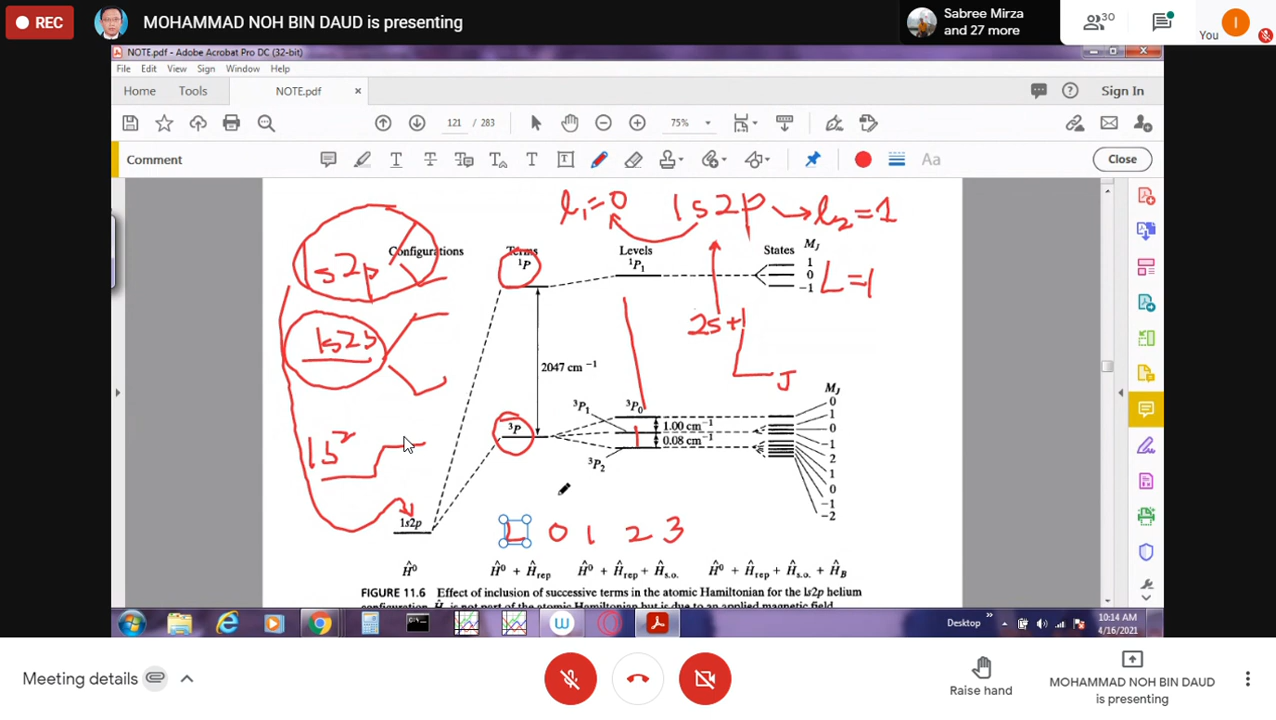 REC
MOHAMMAD NOH BIN DAUD is presenting
Sabree Mirza
and 27 more
30
I
You
NOTE.pdf - Adobe Acrobat Pro DC (32-bit)
File Edit View Sign Window Help
Home Tools NOTE.pdf × Sign In
121 / 283 75%
Comment Close
l₁=0 1s2p → l₂=1
Configurations Terms Levels States M_J
1s2p ¹P ¹P₁ 1
0
-1
L=1
2s+1
L
J
1s2s
2047 cm⁻¹
M_J
³P₁ ³P₀ 0
³P 1.00 cm⁻¹ 1
0.08 cm⁻¹ 0
-1
³P₂ 2
1
0
-1
-2
1s²
1s2p
L 0 1 2 3
Ĥ⁰ Ĥ⁰ + Ĥrep Ĥ⁰ + Ĥrep + Ĥs.o. Ĥ⁰ + Ĥrep + Ĥs.o. + ĤB
FIGURE 11.6 Effect of inclusion of successive terms in the atomic Hamiltonian for the ls2p helium
Desktop 10:14 AM
4/16/2021
Meeting details
Raise hand
MOHAMMAD NOH BIN DAUD
is presenting